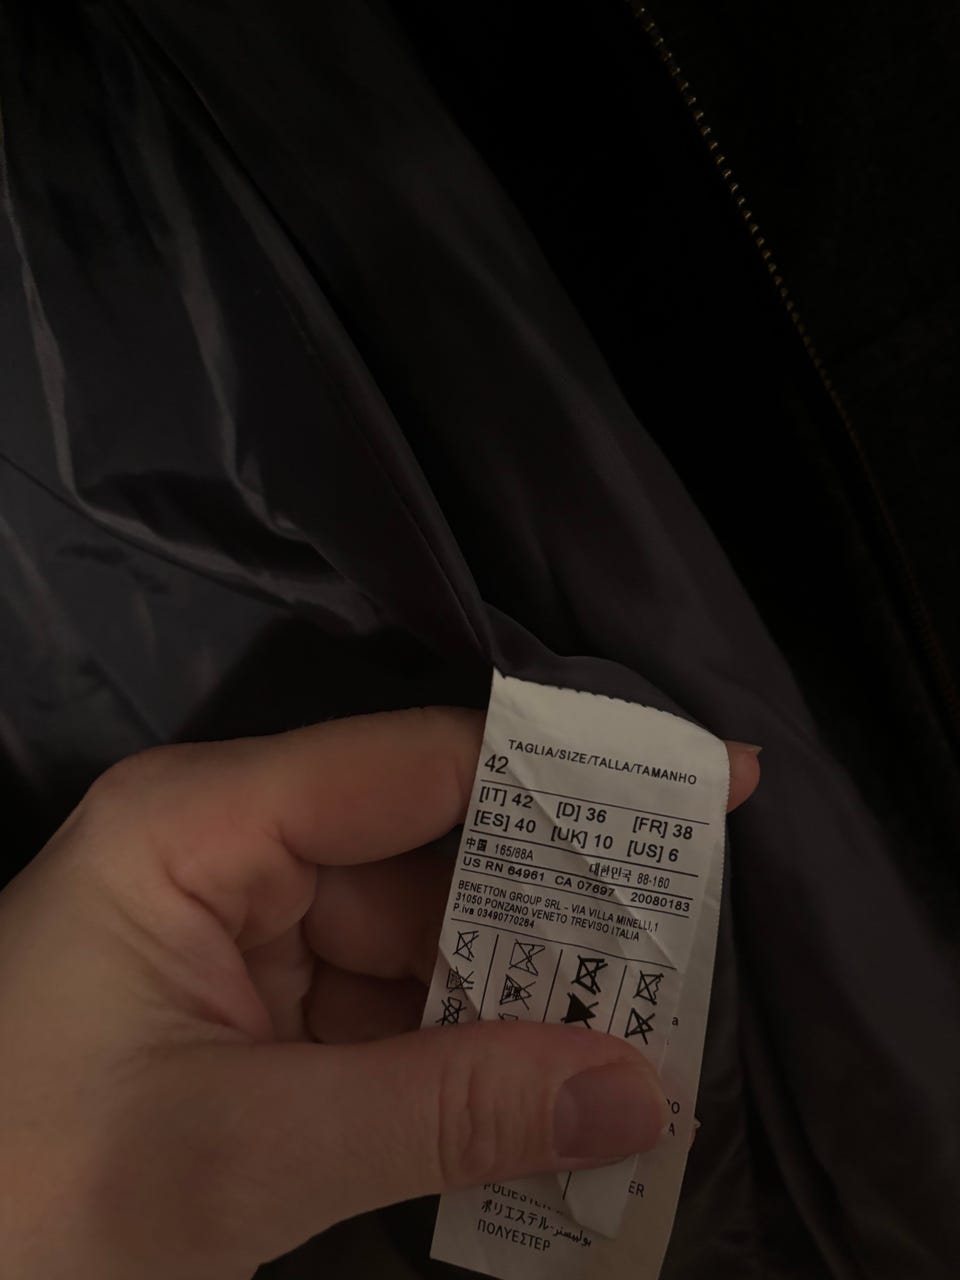 TAGLIA/SIZE/TALLA/TAMANHO
42
[IT] 42 [D] 36 [FR] 38
[ES] 40 [UK] 10 [US] 6
中国 165/88A 대한민국 88-160
US RN 64961 CA 07697 20080183
BENETTON GROUP SRL - VIA VILLA MINELLI,1
31050 PONZANO VENETO TREVISO ITALIA
P.iva 03490770284
ポリエステル-بوليستر
ΠΟΛΥΕΣΤΕΡ